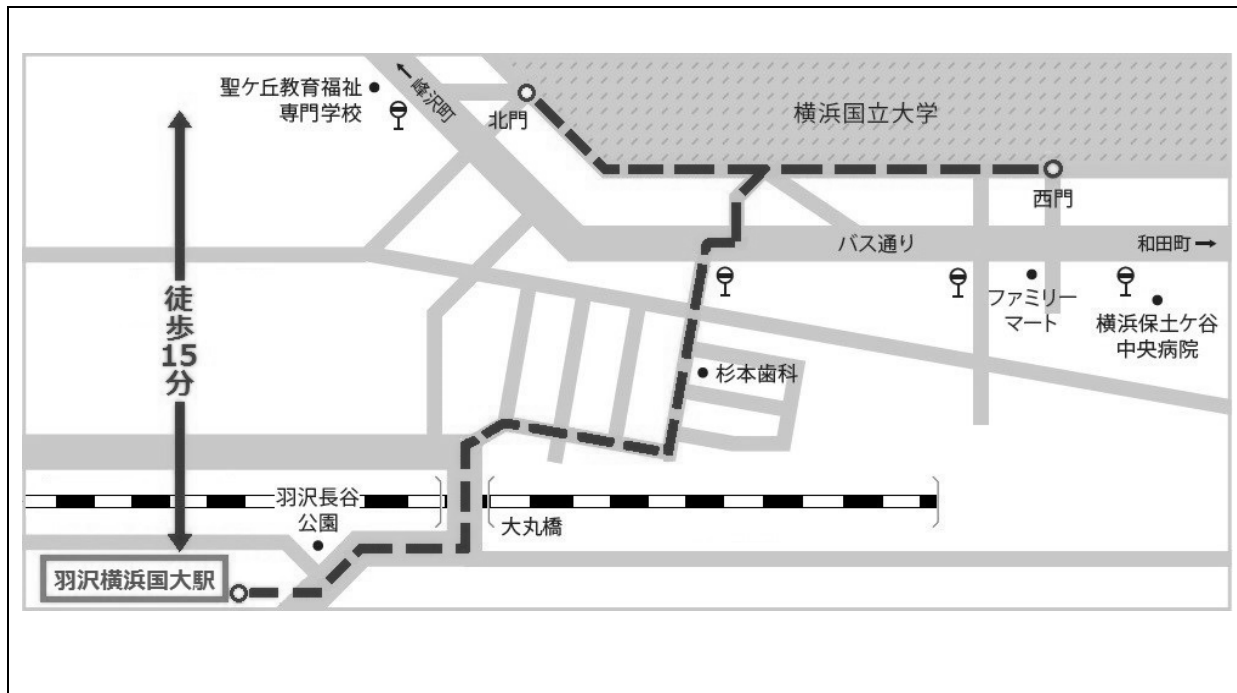 聖ケ丘教育福祉
専門学校
峰沢町
北門
横浜国立大学
西門
バス通り
和田町
ファミリー
マート
横浜保土ケ谷
中央病院
徒歩15分
杉本歯科
羽沢長谷
公園
大丸橋
羽沢横浜国大駅